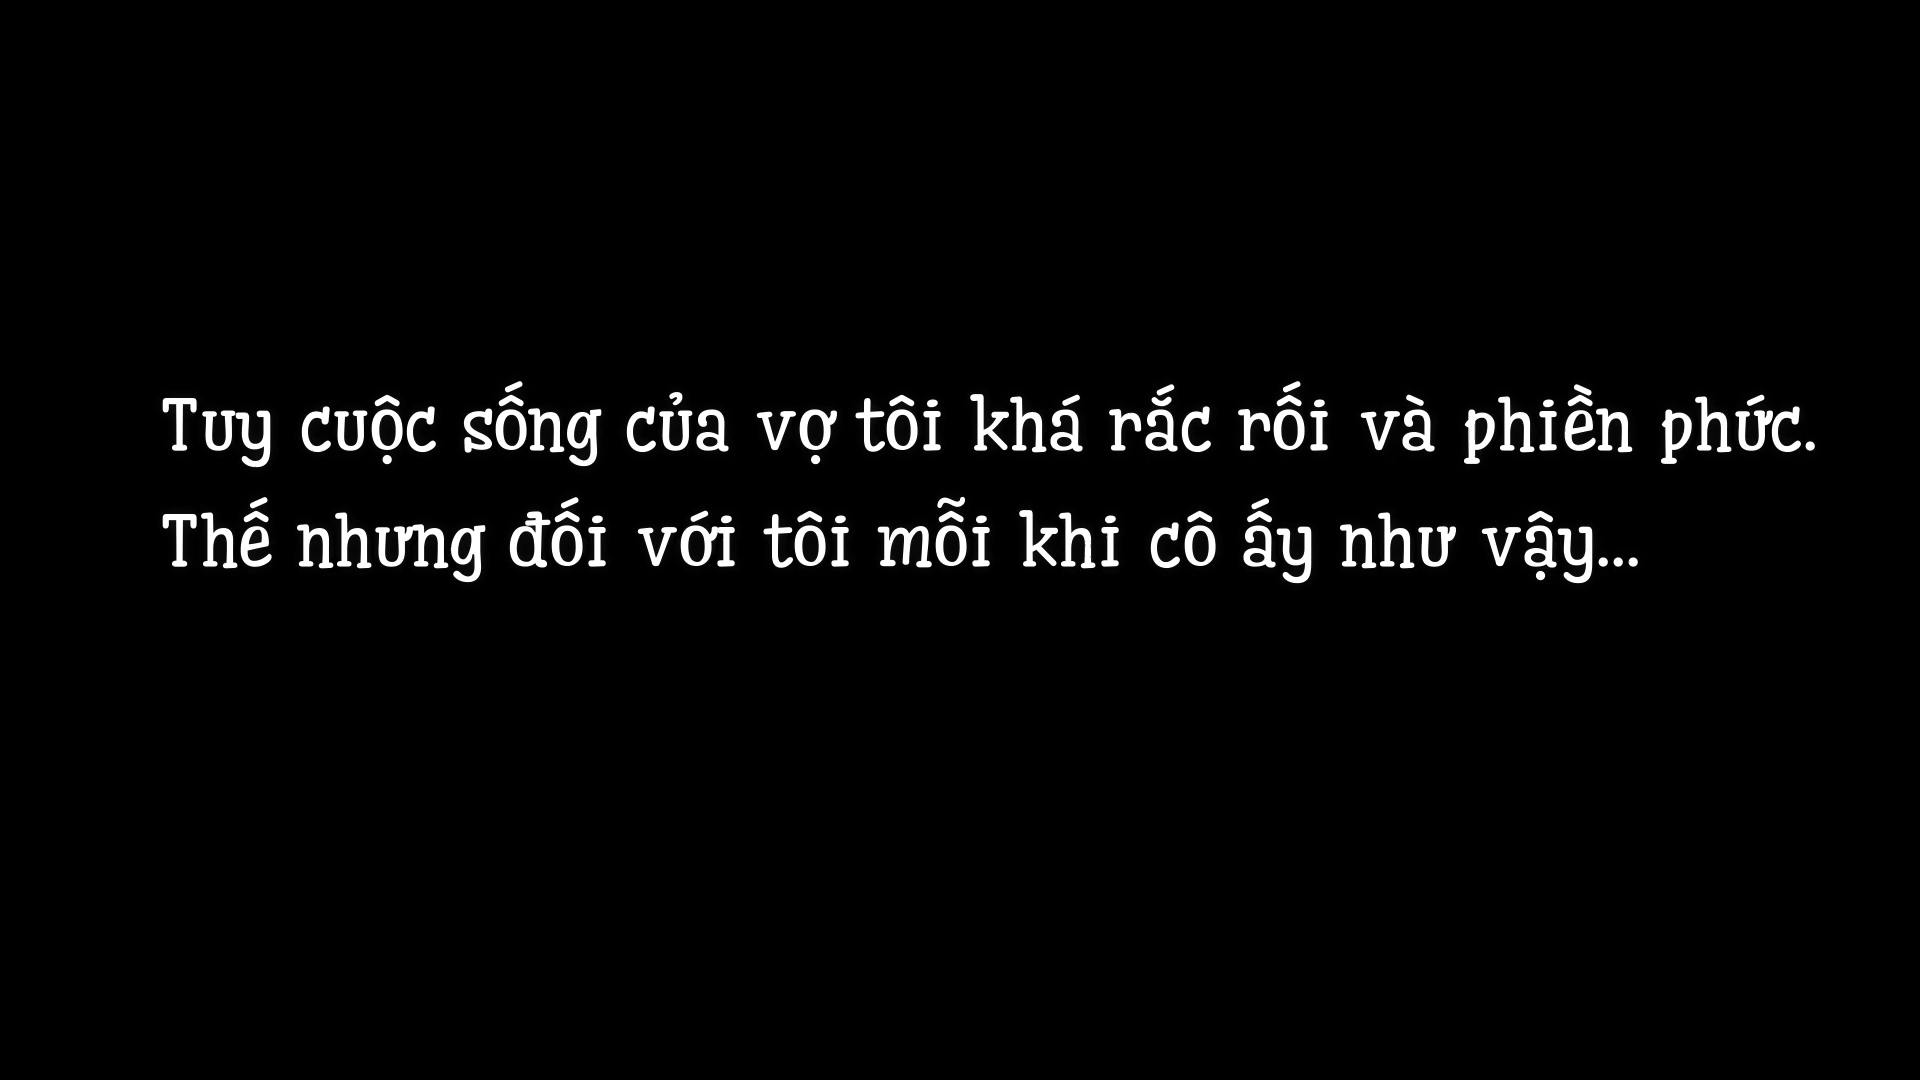 Tuy cuộc sống của vợ tôi khá rắc rối và phiền phức.
Thế nhưng đối với tôi mỗi khi cô ấy như vậy...